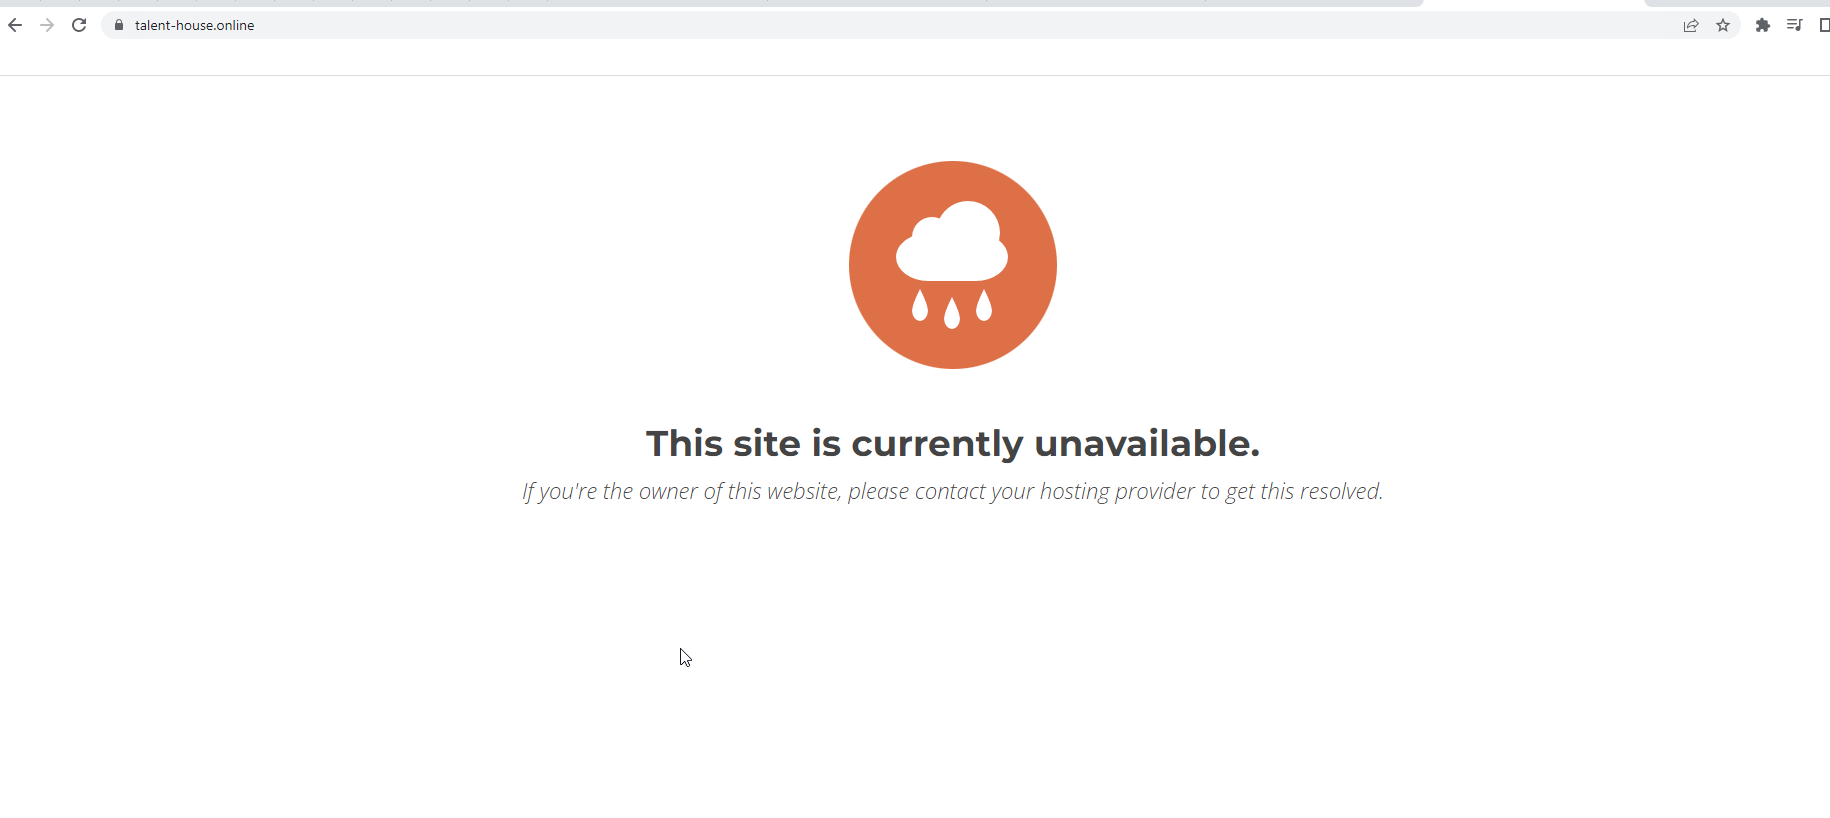 talent-house.online
This site is currently unavailable.
If you're the owner of this website, please contact your hosting provider to get this resolved.